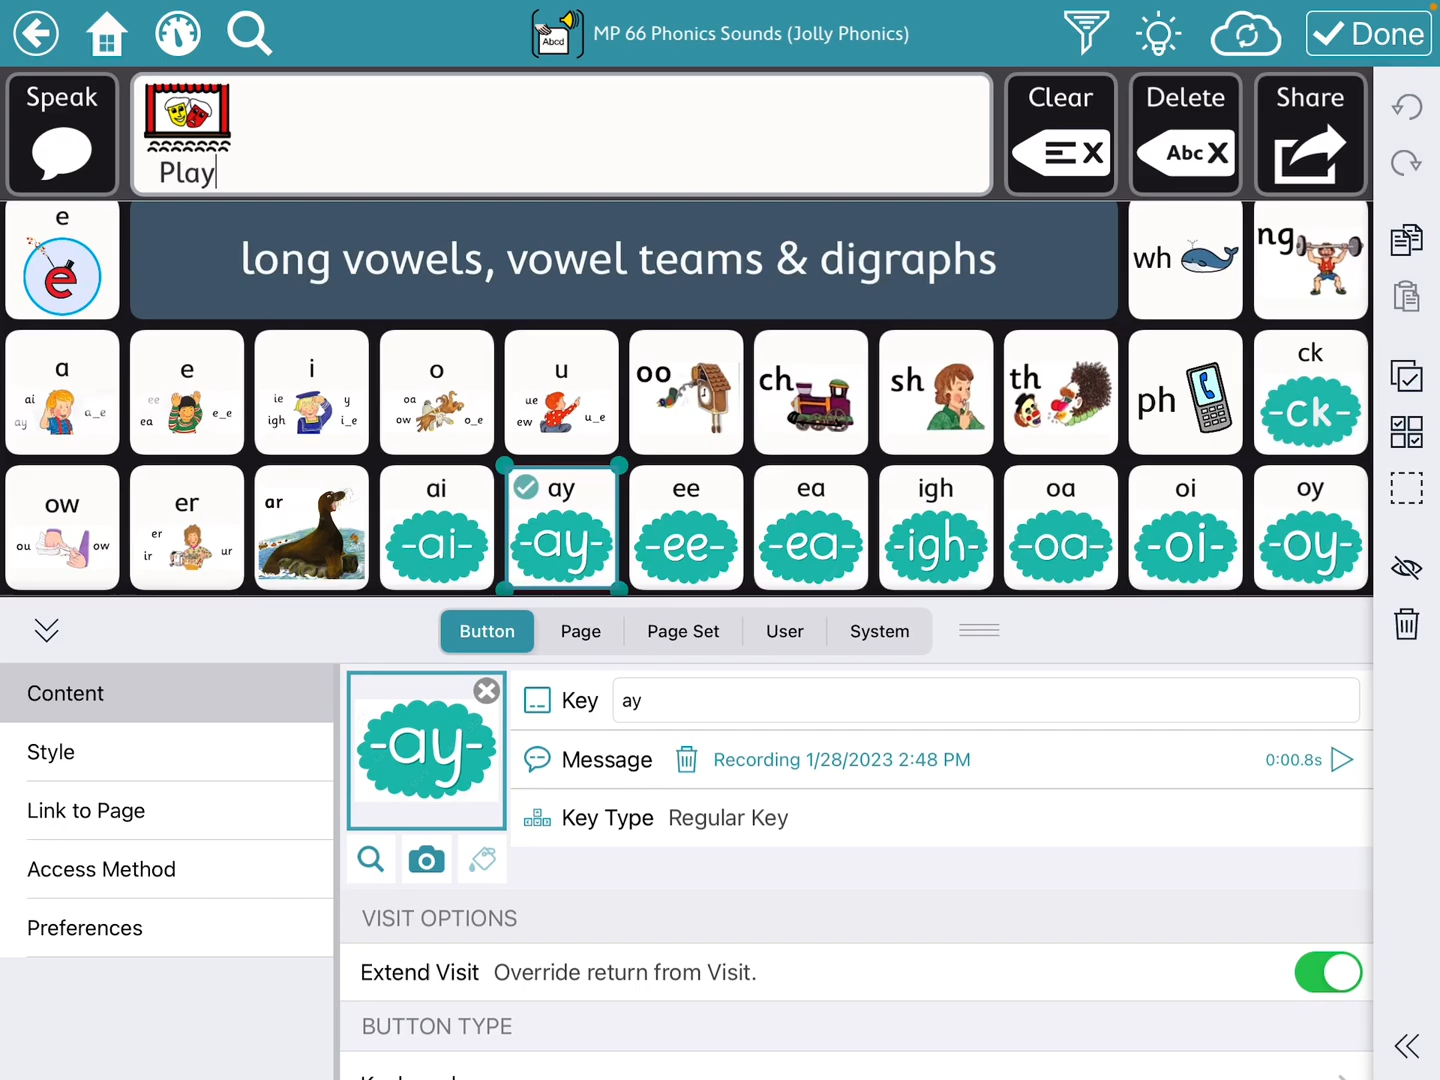 Abcd
MP 66 Phonics Sounds (Jolly Phonics)
Done
Speak
Play
Clear
X
Delete
Abc X
Share
e
e
long vowels, vowel teams & digraphs
wh
ng
a
ai
ay
a_e
e
ee
ea
e_e
i
ie
y
igh
i_e
o
oa
ow
o_e
u
ue
ew
u_e
oo
ch
sh
th
ph
ck
-ck-
ow
ou
ow
er
er
ir
ur
ar
ai
-ai-
ay
-ay-
ee
-ee-
ea
-ea-
igh
-igh-
oa
-oa-
oi
-oi-
oy
-oy-
Button
Page
Page Set
User
System
Content
Style
Link to Page
Access Method
Preferences
-ay-
Key
ay
Message
Recording 1/28/2023 2:48 PM
0:00.8s
Key Type Regular Key
VISIT OPTIONS
Extend Visit Override return from Visit.
BUTTON TYPE